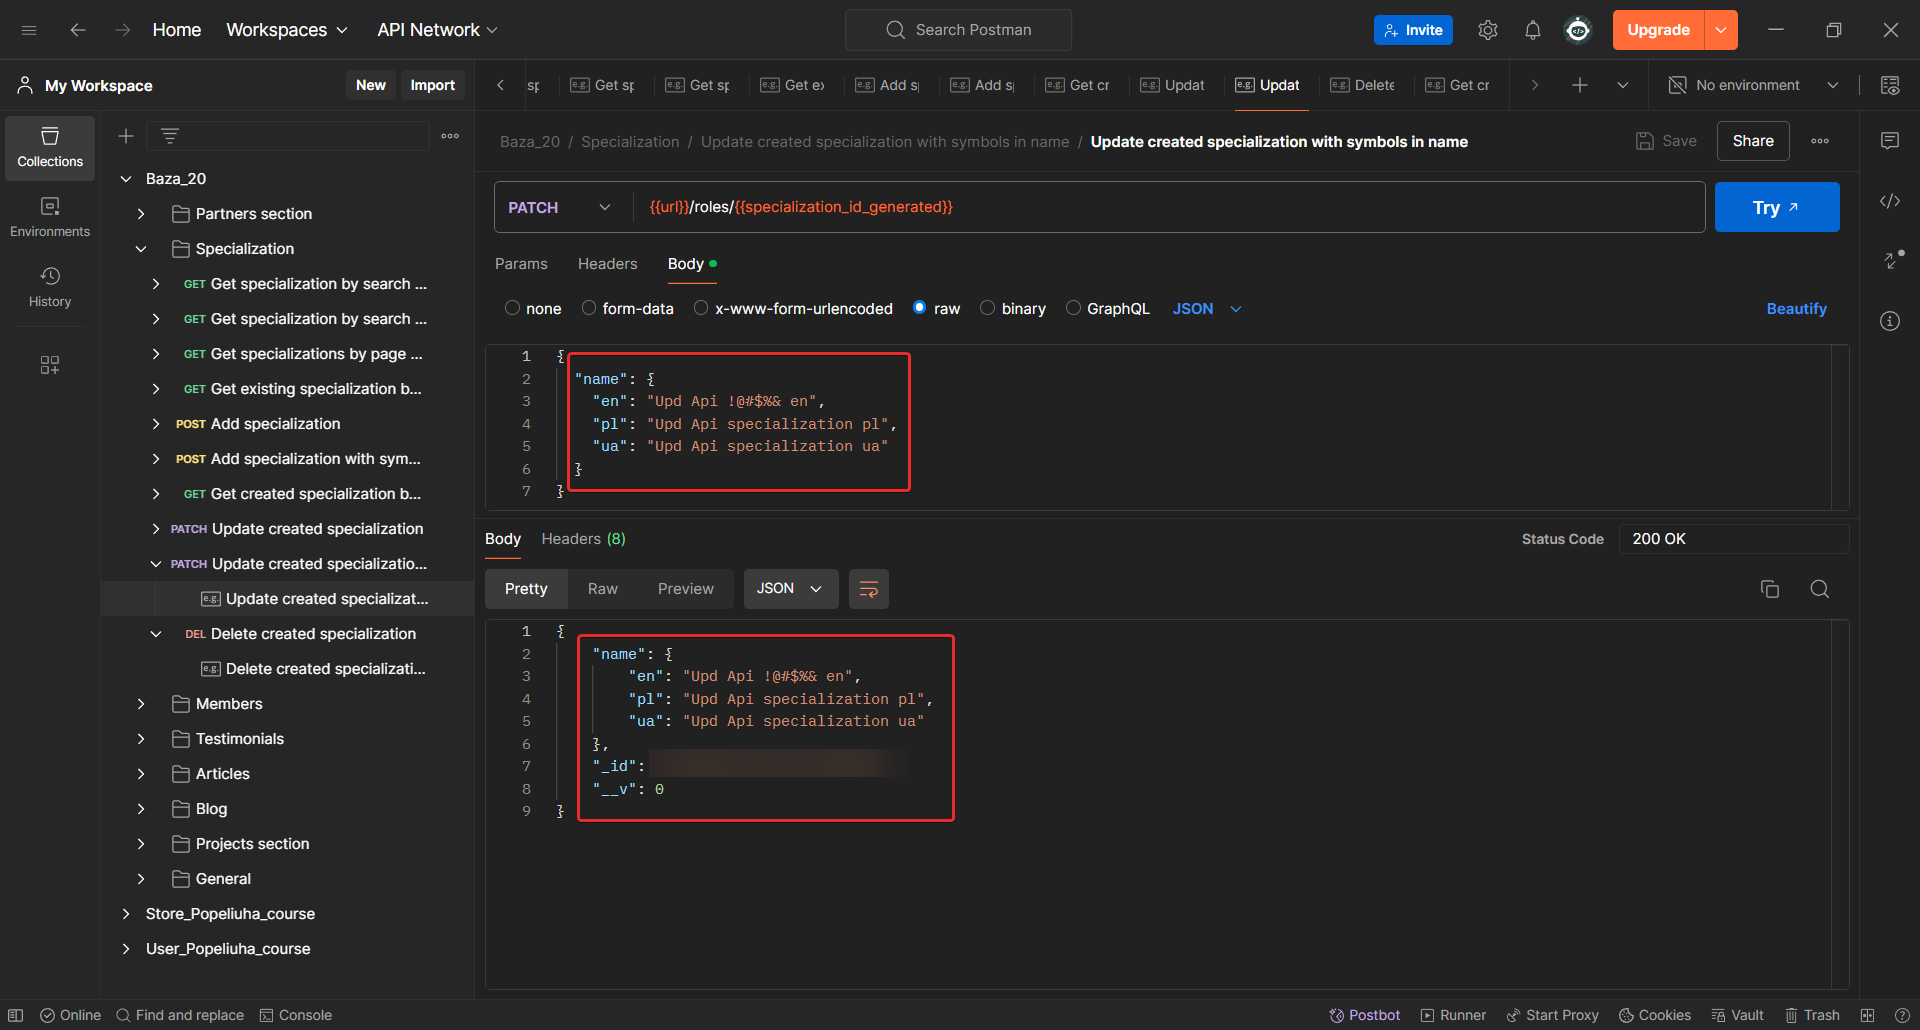 Home Workspaces API Network Search Postman Invite Upgrade
My Workspace New Import sp e.g. Get sp e.g. Get sp e.g. Get ex e.g. Add s e.g. Add s e.g. Get cr e.g. Updat e.g. Updat e.g. Delete e.g. Get cr No environment
Collections
Environments
History
Baza_20
Partners section
Specialization
GET Get specialization by search ...
GET Get specialization by search ...
GET Get specializations by page ...
GET Get existing specialization b...
POST Add specialization
POST Add specialization with sym...
GET Get created specialization b...
PATCH Update created specialization
PATCH Update created specializatio...
e.g. Update created specializat...
DEL Delete created specialization
e.g. Delete created specializati...
Members
Testimonials
Articles
Blog
Projects section
General
Store_Popeliuha_course
User_Popeliuha_course
Baza_20 / Specialization / Update created specialization with symbols in name / Update created specialization with symbols in name Save Share
PATCH {{url}}/roles/{{specialization_id_generated}} Try
Params Headers Body
none form-data x-www-form-urlencoded raw binary GraphQL JSON Beautify
1 {
2 "name": {
3 "en": "Upd Api !@#$%& en",
4 "pl": "Upd Api specialization pl",
5 "ua": "Upd Api specialization ua"
6 }
7 }
Body Headers (8) Status Code 200 OK
Pretty Raw Preview JSON
1 {
2 "name": {
3 "en": "Upd Api !@#$%& en",
4 "pl": "Upd Api specialization pl",
5 "ua": "Upd Api specialization ua"
6 },
7 "_id":
8 "__v": 0
9 }
Online Find and replace Console Postbot Runner Start Proxy Cookies Vault Trash